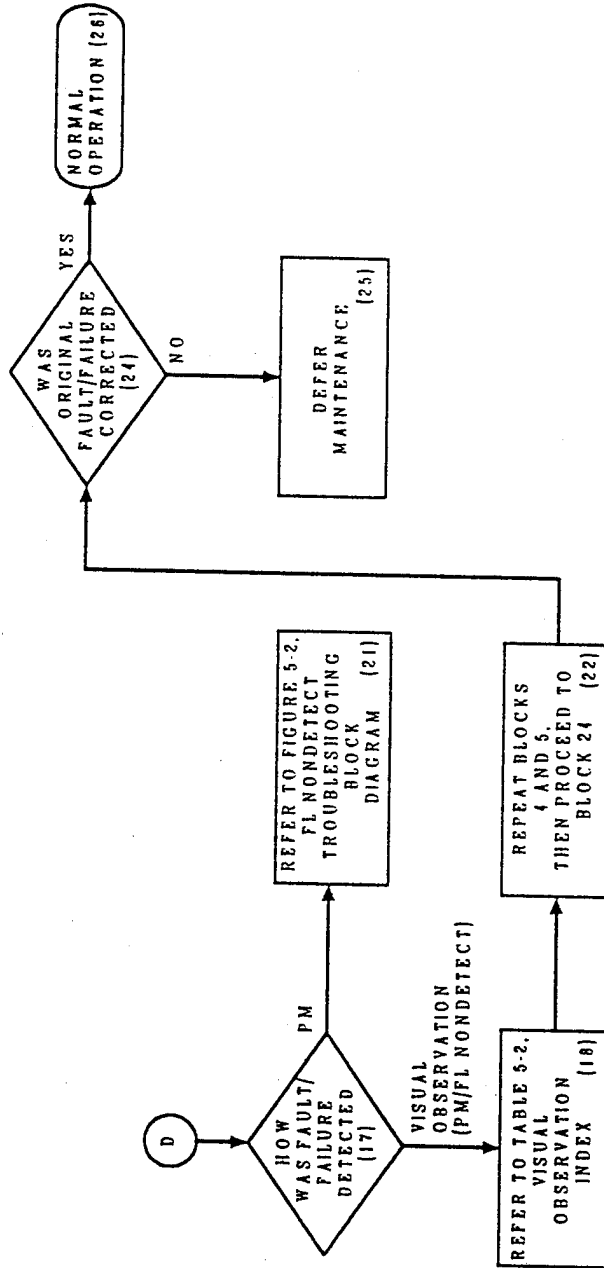 D
HOW
WAS FAULT/
FAILURE
DETECTED
(17)
PM
REFER TO FIGURE 5-2.
FL NONDETECT
TROUBLESHOOTING
BLOCK
DIAGRAM (21)
VISUAL
OBSERVATION
(PM/FL NONDETECT)
REFER TO TABLE 5-2.
VISUAL
OBSERVATION
INDEX (18)
REPEAT BLOCKS
4 AND 5.
THEN PROCEED TO
BLOCK 24 (22)
WAS
ORIGINAL
FAULT/FAILURE
CORRECTED
(24)
YES
NORMAL
OPERATION (26)
NO
DEFER
MAINTENANCE
(25)